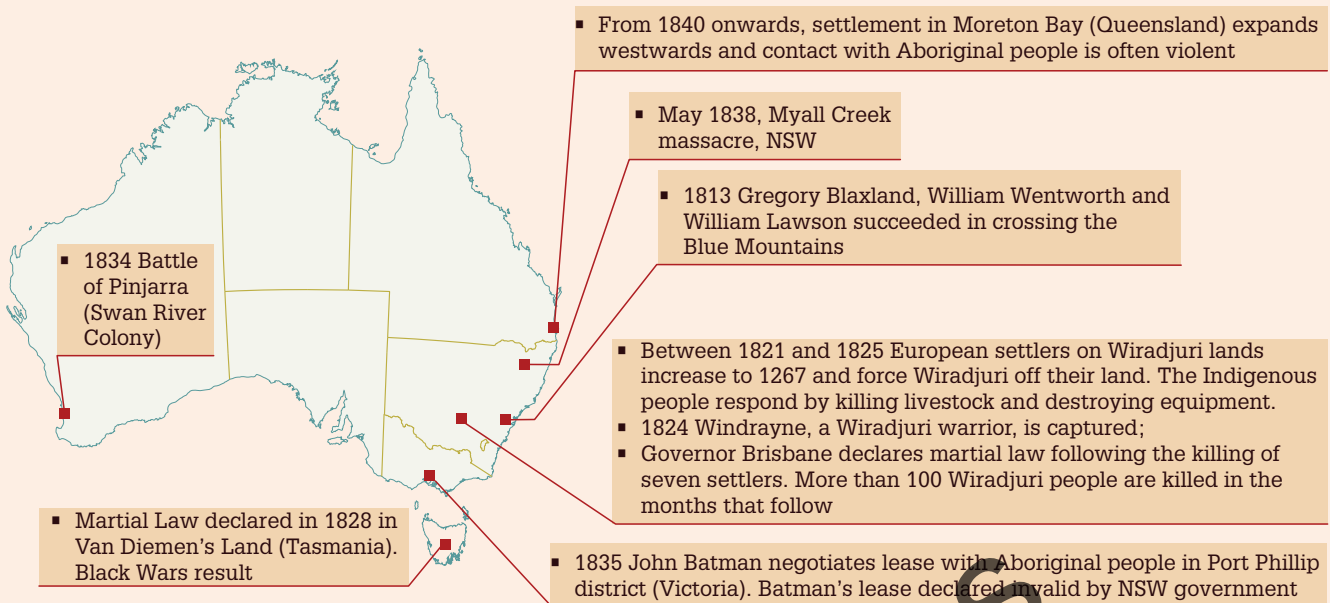 ▪ From 1840 onwards, settlement in Moreton Bay (Queensland) expands
westwards and contact with Aboriginal people is often violent
▪ May 1838, Myall Creek
massacre, NSW
▪ 1813 Gregory Blaxland, William Wentworth and
William Lawson succeeded in crossing the
Blue Mountains
▪ 1834 Battle
of Pinjarra
(Swan River
Colony)
▪ Between 1821 and 1825 European settlers on Wiradjuri lands
increase to 1267 and force Wiradjuri off their land. The Indigenous
people respond by killing livestock and destroying equipment.
▪ 1824 Windrayne, a Wiradjuri warrior, is captured;
▪ Governor Brisbane declares martial law following the killing of
seven settlers. More than 100 Wiradjuri people are killed in the
months that follow
▪ Martial Law declared in 1828 in
Van Diemen's Land (Tasmania).
Black Wars result
▪ 1835 John Batman negotiates lease with Aboriginal people in Port Phillip
district (Victoria). Batman's lease declared invalid by NSW government